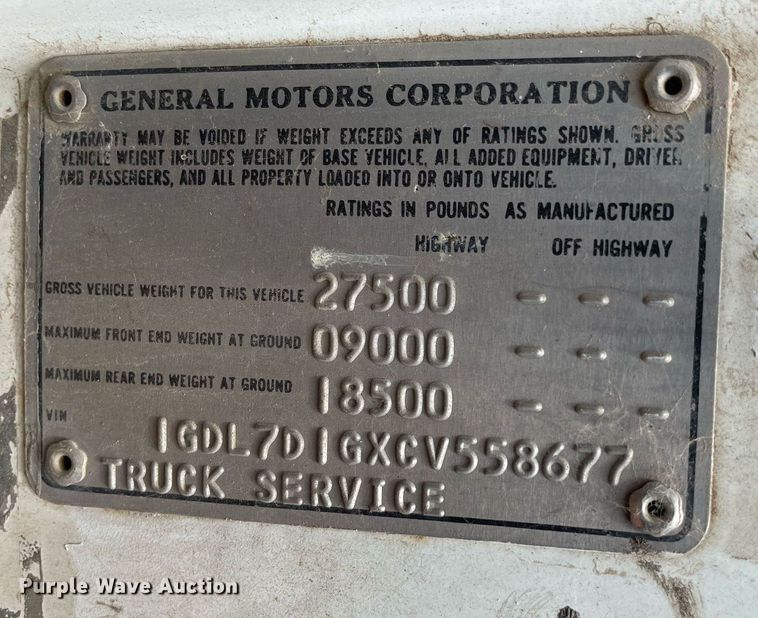 GENERAL MOTORS CORPORATION
WARRANTY MAY BE VOIDED IF WEIGHT EXCEEDS ANY OF RATINGS SHOWN. GROSS
VEHICLE WEIGHT INCLUDES WEIGHT OF BASE VEHICLE, ALL ADDED EQUIPMENT, DRIVER
AND PASSENGERS, AND ALL PROPERTY LOADED INTO OR ONTO VEHICLE.
RATINGS IN POUNDS AS MANUFACTURED
HIGHWAY OFF HIGHWAY
GROSS VEHICLE WEIGHT FOR THIS VEHICLE 27500 - - -
MAXIMUM FRONT END WEIGHT AT GROUND 09000 - - -
MAXIMUM REAR END WEIGHT AT GROUND 18500 - - -
VIN
1GDL7D1GXCV558677
TRUCK SERVICE
Purple Wave Auction